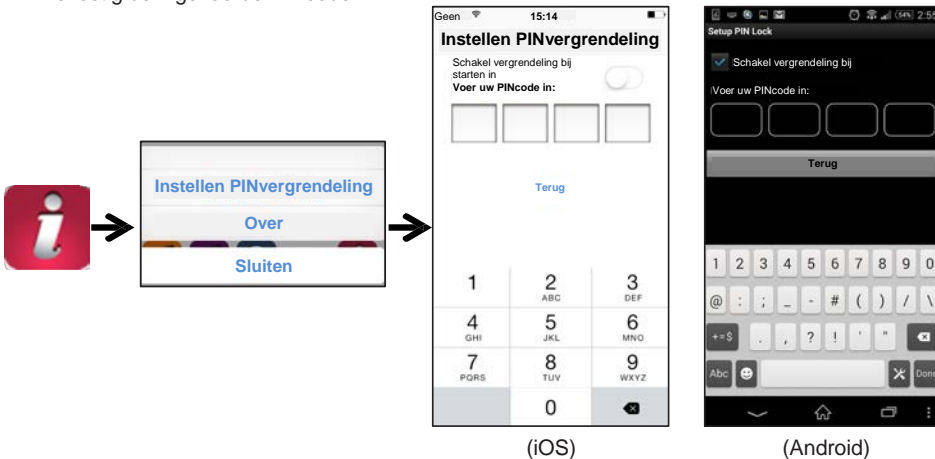 Instellen PINvergrendeling
Over
Sluiten
Geen
15:14
Instellen PINvergrendeling
Schakel vergrendeling bij
starten in
Voer uw PINcode in:
Terug
1
2
ABC
3
DEF
4
GHI
5
JKL
6
MNO
7
PQRS
8
TUV
9
WXYZ
0
(iOS)
54% 2:55
Setup PIN Lock
Schakel vergrendeling bij
Voer uw PINcode in:
Terug
1 2 3 4 5 6 7 8 9 0
@ : ; _ - # ( ) / \
+=$ . , ? ! ' "
Abc Done
(Android)